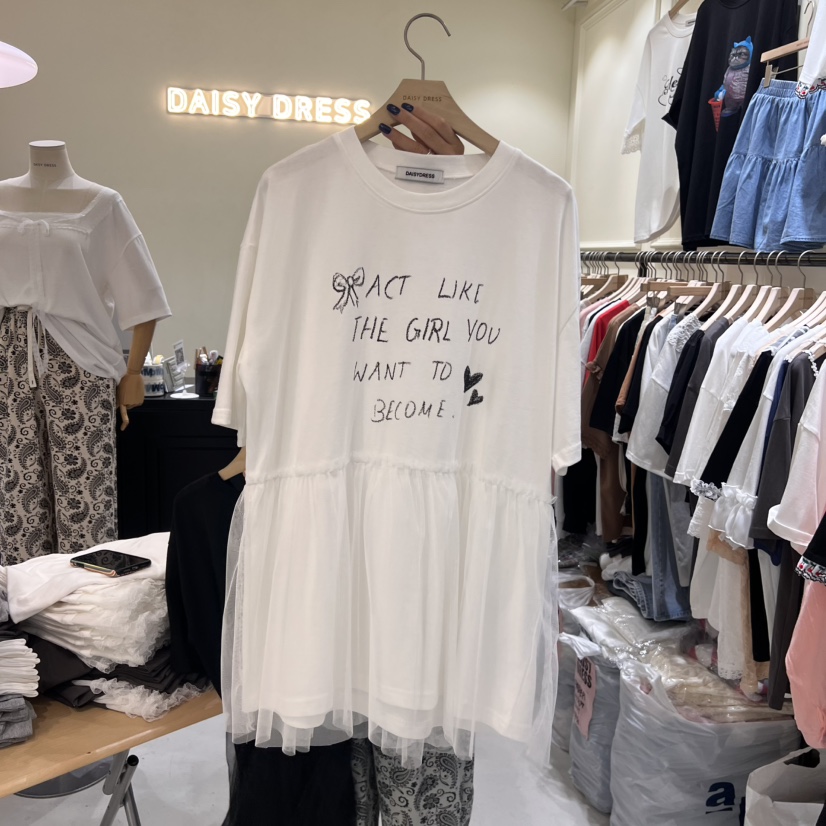 DAISY DRESS
DAISY DRESS
DAISYDRESS
ACT LIKE
THE GIRL YOU
WANT TO
BECOME.
a